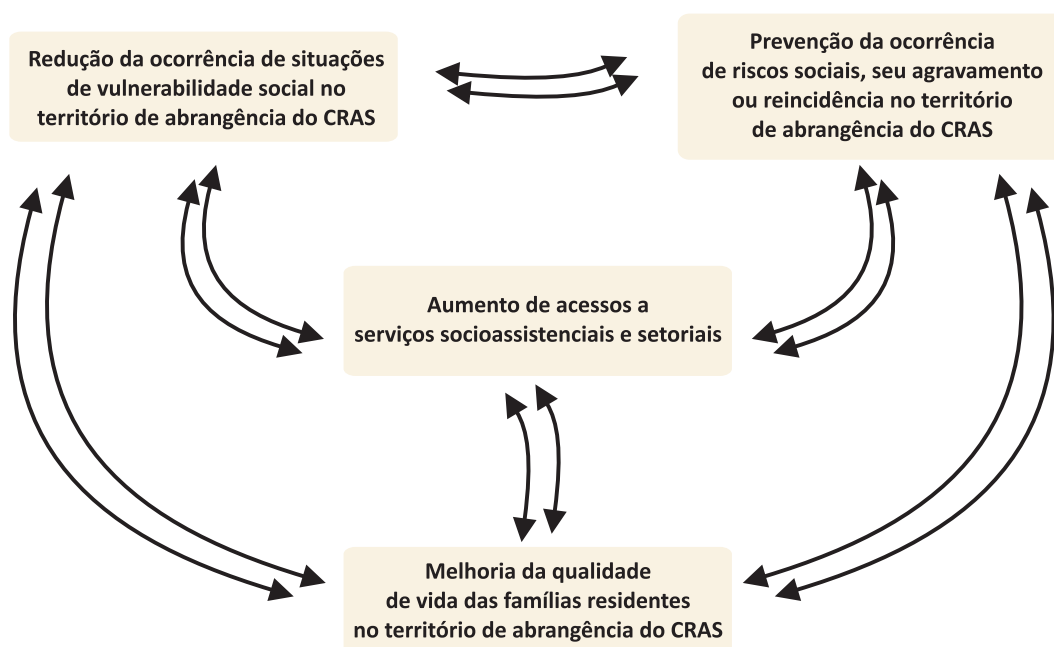 Redução da ocorrência de situações
de vulnerabilidade social no
território de abrangência do CRAS
Prevenção da ocorrência
de riscos sociais, seu agravamento
ou reincidência no território
de abrangência do CRAS
Aumento de acessos a
serviços socioassistenciais e setoriais
Melhoria da qualidade
de vida das famílias residentes
no território de abrangência do CRAS